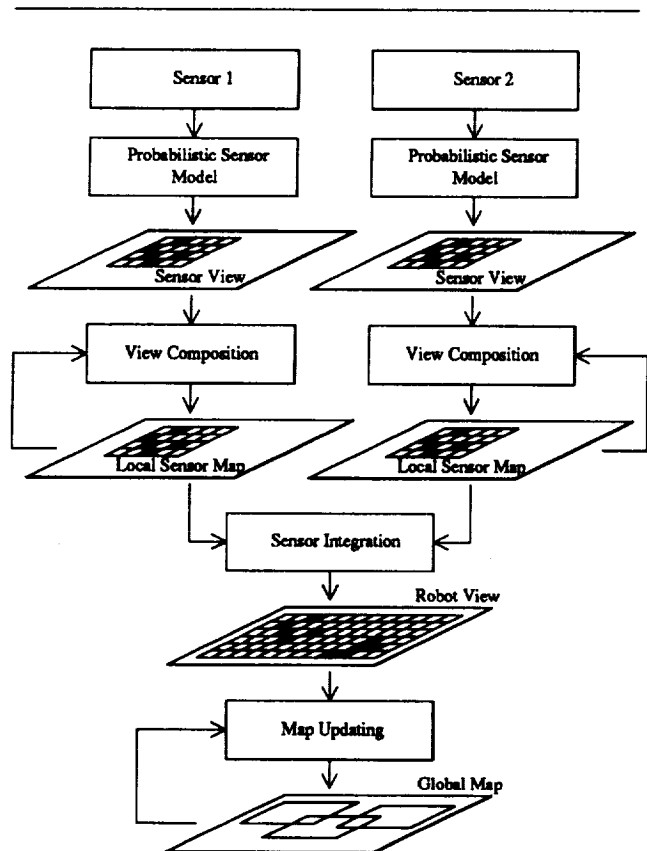 Sensor 1
Sensor 2
Probabilistic Sensor
Model
Probabilistic Sensor
Model
Sensor View
Sensor View
View Composition
View Composition
Local Sensor Map
Local Sensor Map
Sensor Integration
Robot View
Map Updating
Global Map